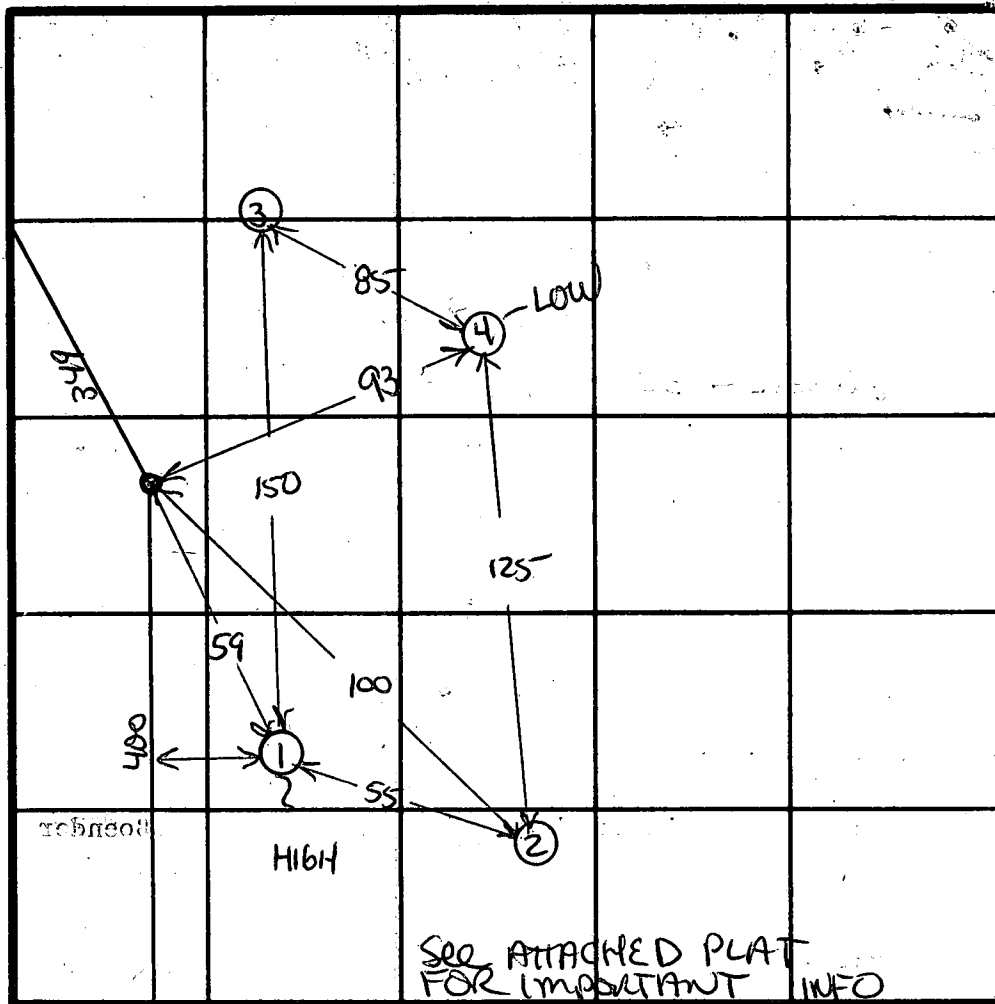 3
85
4 LOW
349
93
150
125
59
100
400
1
55
Boender
2
HIGH
See ATTACHED PLAT
FOR IMPORTANT INFO